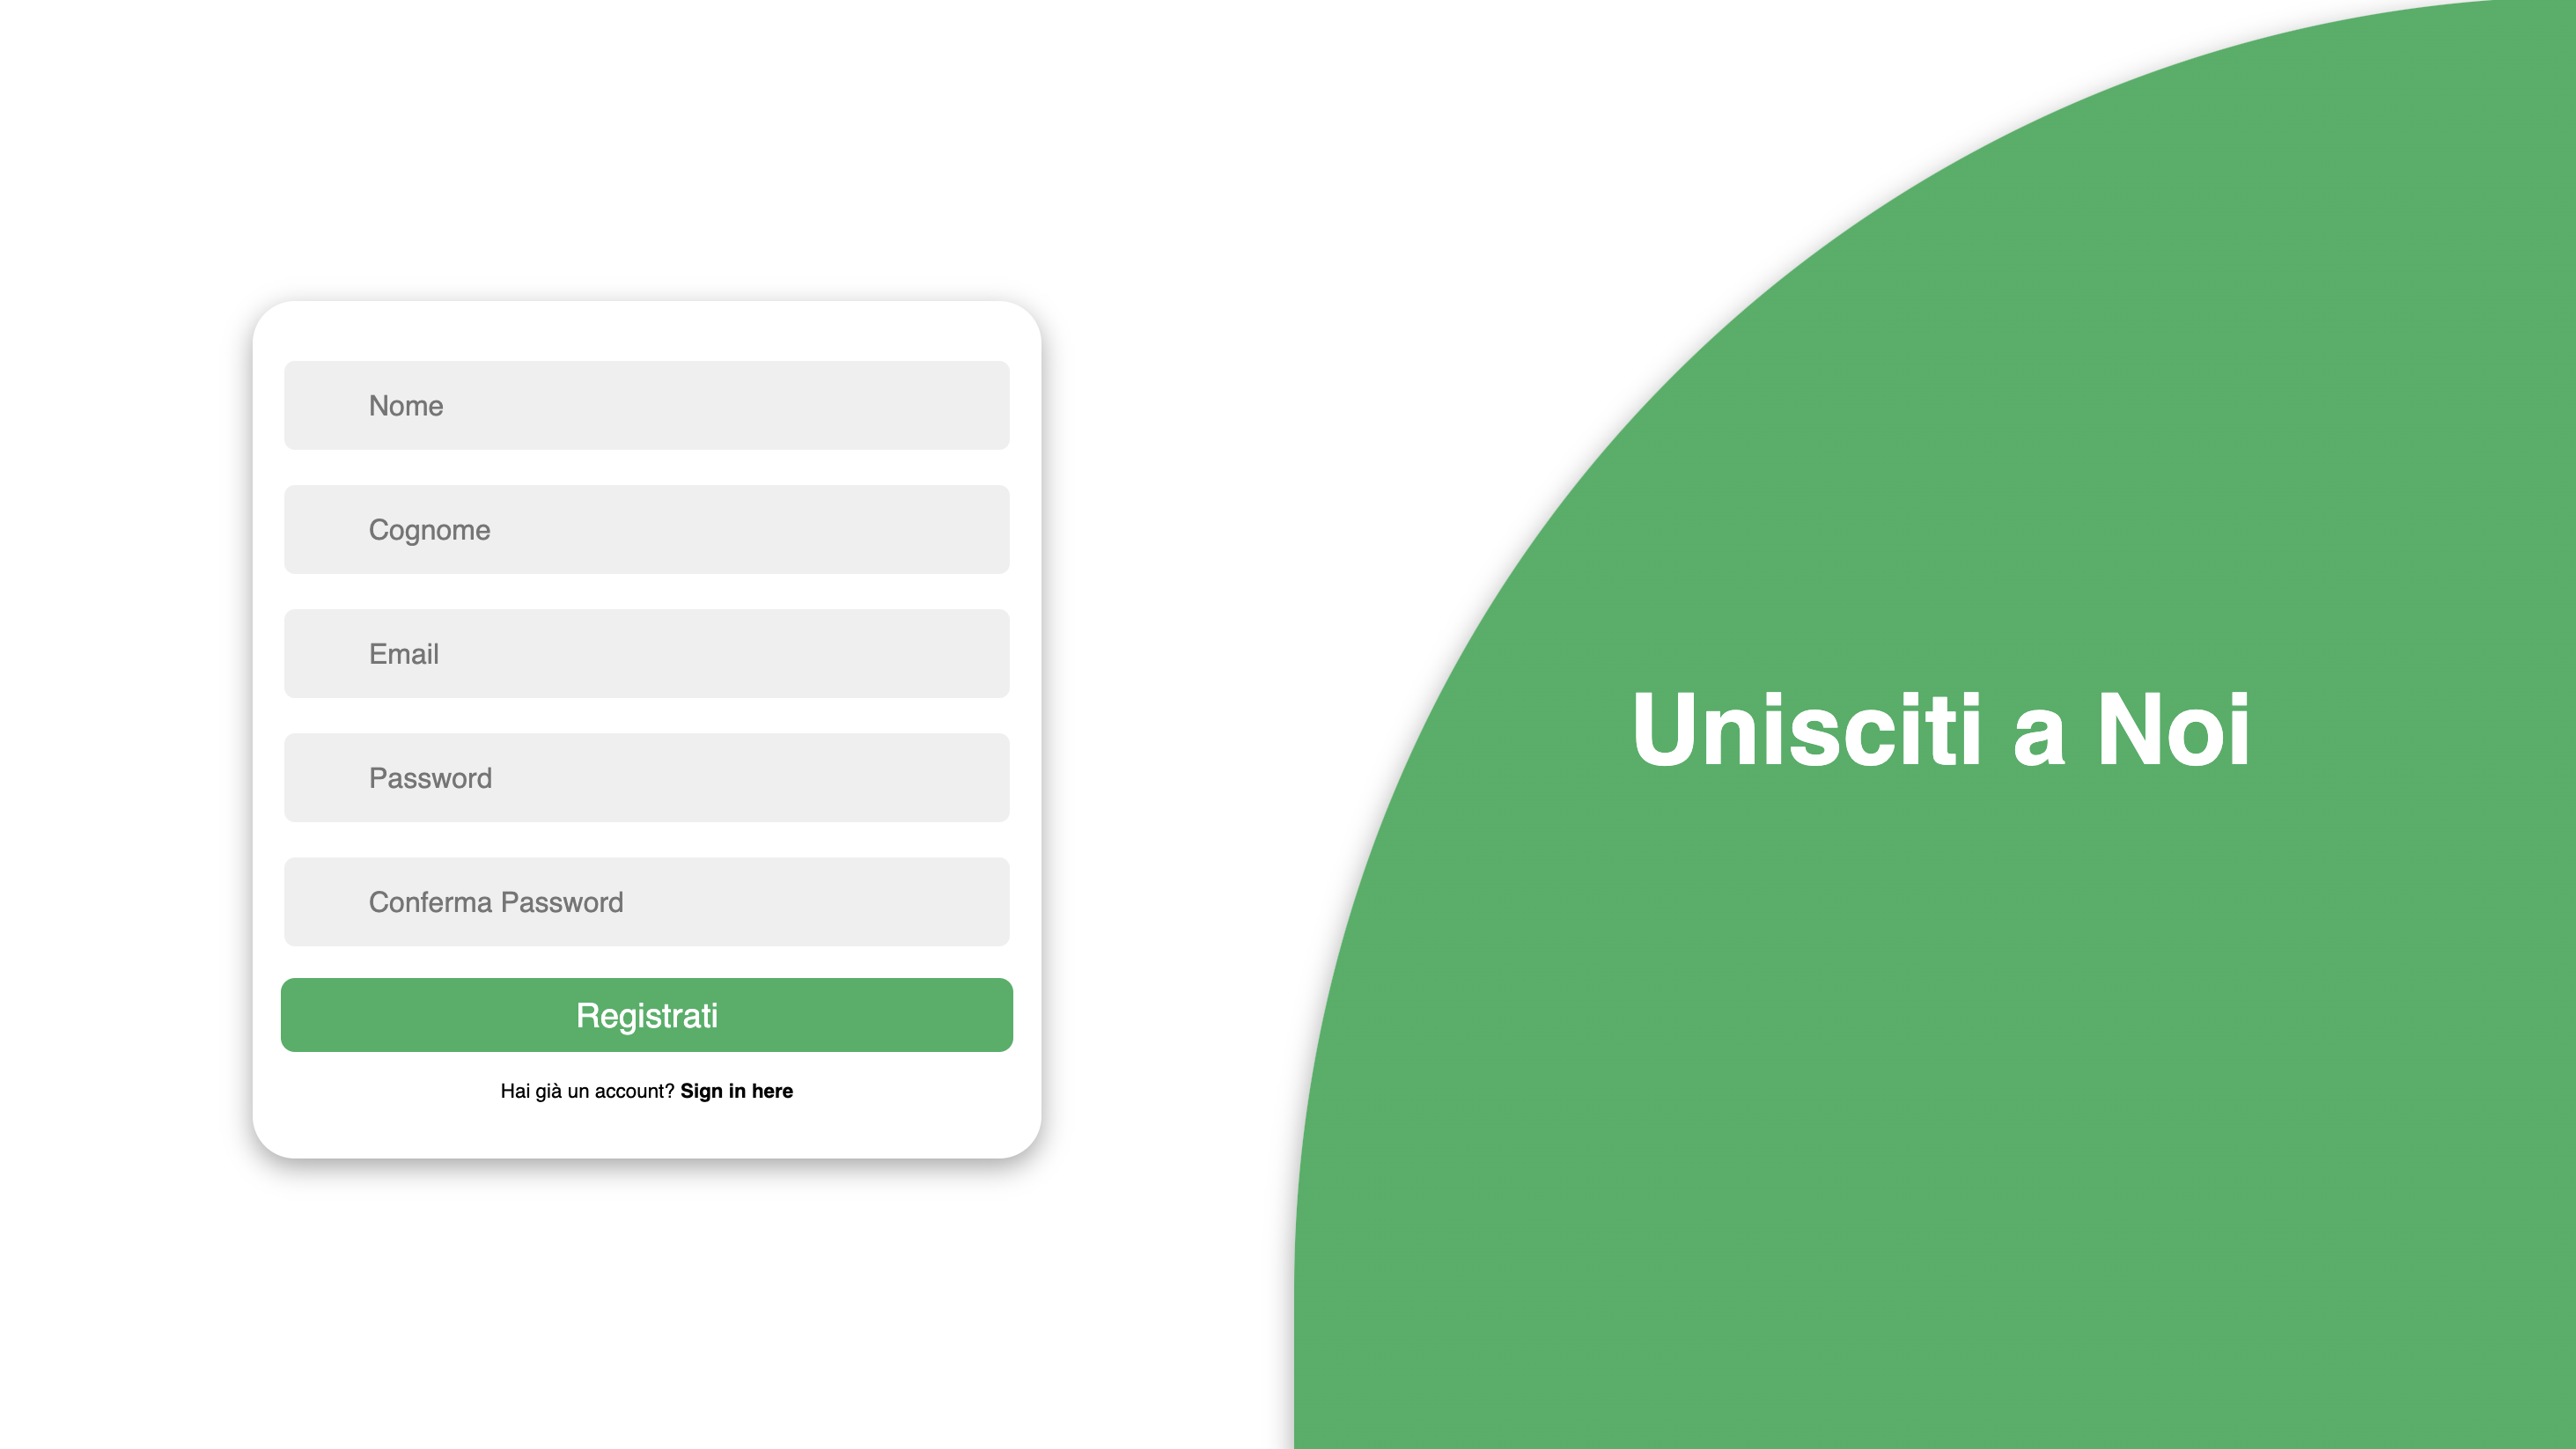 Nome
Cognome
Email
Password
Conferma Password
Registrati
Hai già un account? Sign in here
Unisciti a Noi